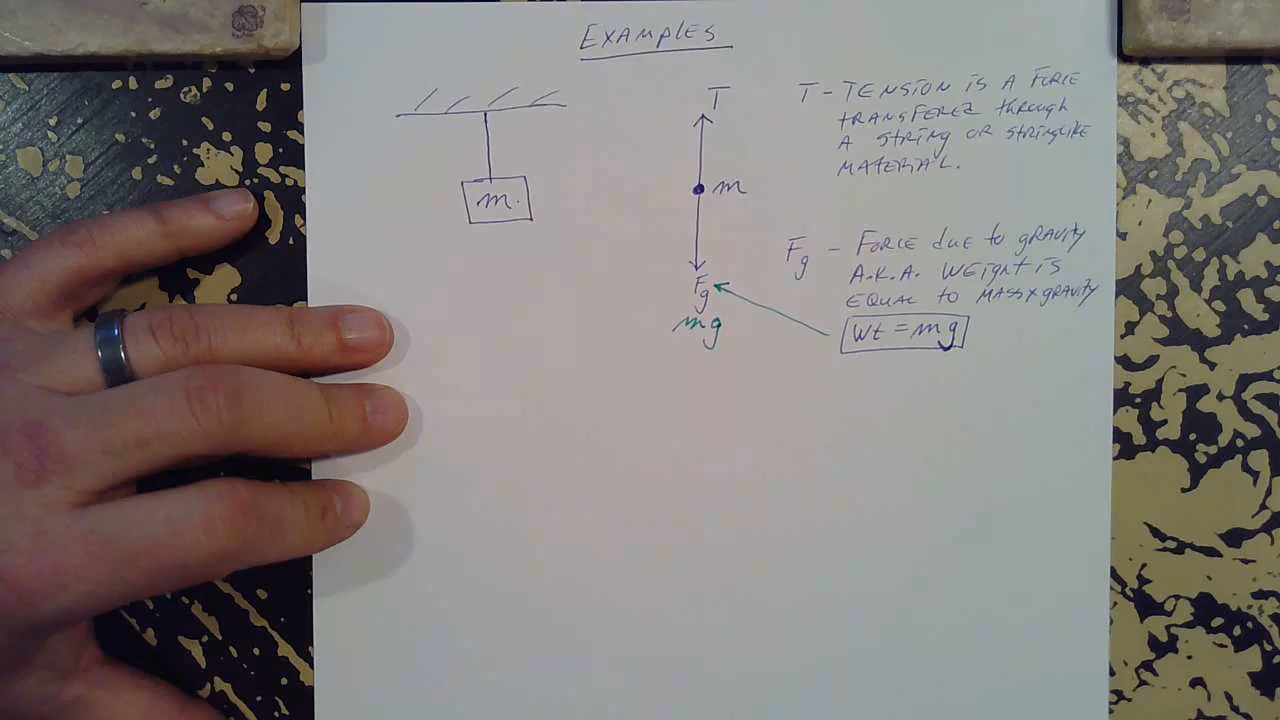 EXAMPLES
T
m.
m
Fg
mg
T - TENSION IS A FORCE
TRANSFERED through
A STRING OR STRINGLIKE
MATERIAL.
Fg - FORCE due to gravity
A.K.A. WEIGHT IS
EQUAL to MASS x gravity
Wt = mg